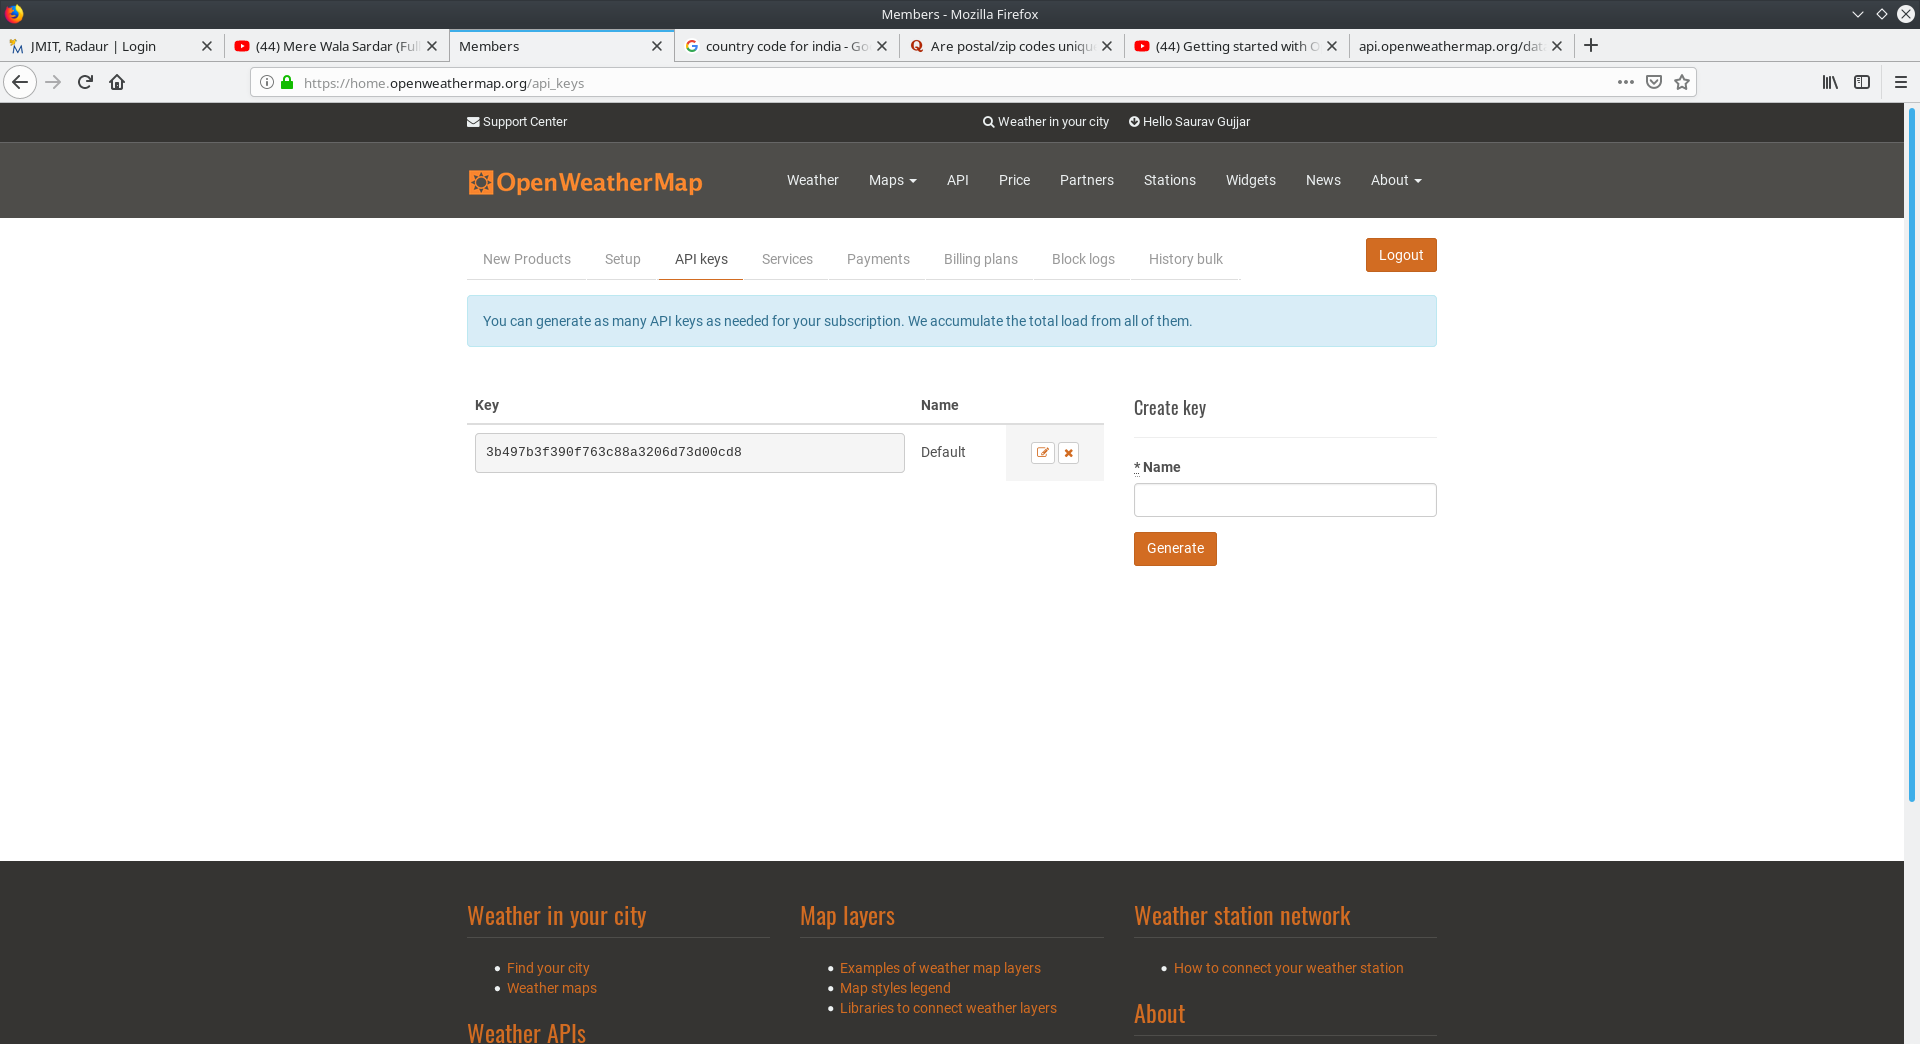 Members - Mozilla Firefox
JMIT, Radaur | Login
(44) Mere Wala Sardar (Full
Members
country code for india - Goo
Are postal/zip codes unique
(44) Getting started with O
api.openweathermap.org/data
https://home.openweathermap.org/api_keys
Support Center
Weather in your city
Hello Saurav Gujjar
OpenWeatherMap
Weather
Maps
API
Price
Partners
Stations
Widgets
News
About
New Products
Setup
API keys
Services
Payments
Billing plans
Block logs
History bulk
Logout
You can generate as many API keys as needed for your subscription. We accumulate the total load from all of them.
Key
Name
3b497b3f390f763c88a3206d73d00cd8
Default
Create key
* Name
Generate
Weather in your city
Find your city
Weather maps
Weather APIs
Map layers
Examples of weather map layers
Map styles legend
Libraries to connect weather layers
Weather station network
How to connect your weather station
About